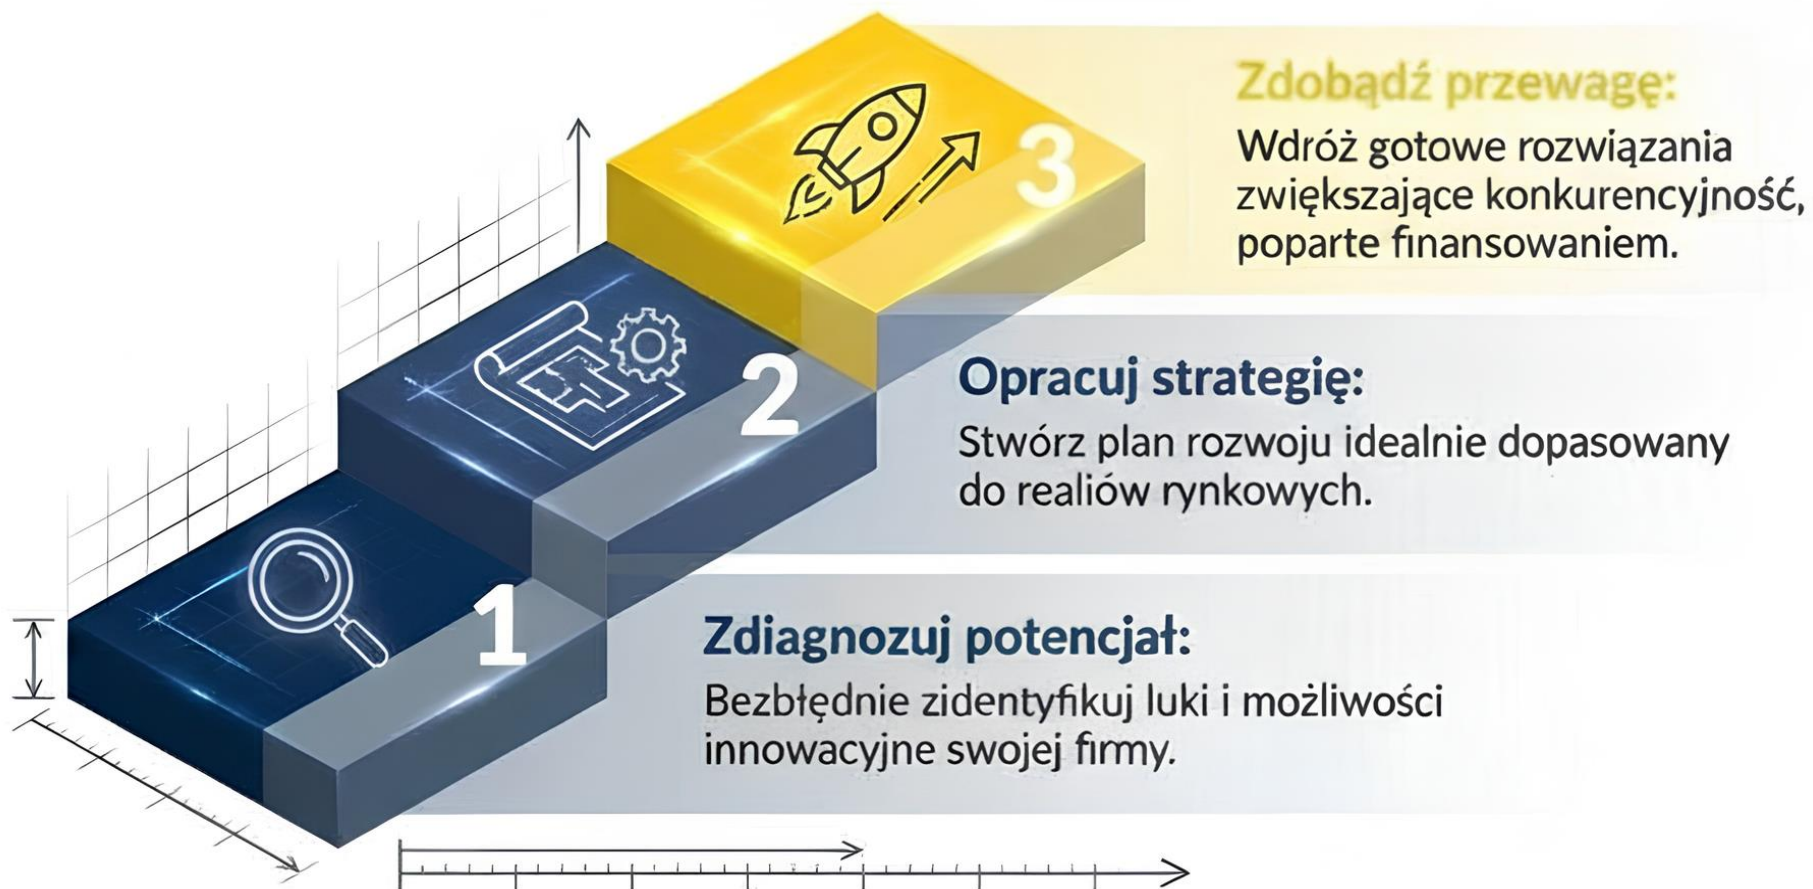 3
Zdobądź przewagę:
Wdróż gotowe rozwiązania
zwiększające konkurencyjność,
poparte finansowaniem.
2
Opracuj strategię:
Stwórz plan rozwoju idealnie dopasowany
do realiów rynkowych.
1
Zdiagnozuj potencjał:
Bezbłędnie zidentyfikuj luki i możliwości
innowacyjne swojej firmy.